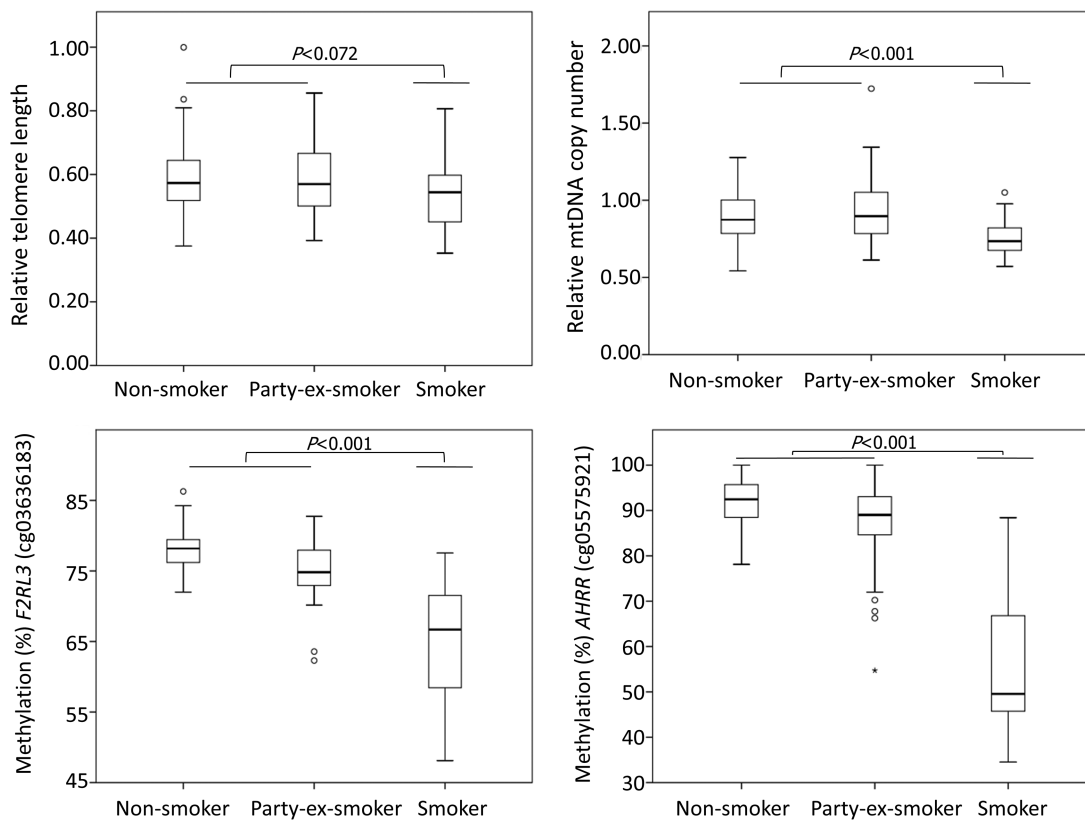 Relative telomere length
1.00
0.80
0.60
0.40
0.20
0.00
P<0.072
Non-smoker
Party-ex-smoker
Smoker
Relative mtDNA copy number
2.00
1.50
1.00
0.50
0.00
P<0.001
Non-smoker
Party-ex-smoker
Smoker
Methylation (%) F2RL3 (cg03636183)
85
75
65
55
45
P<0.001
Non-smoker
Party-ex-smoker
Smoker
Methylation (%) AHRR (cg05575921)
100
90
80
70
60
50
40
30
P<0.001
Non-smoker
Party-ex-smoker
Smoker